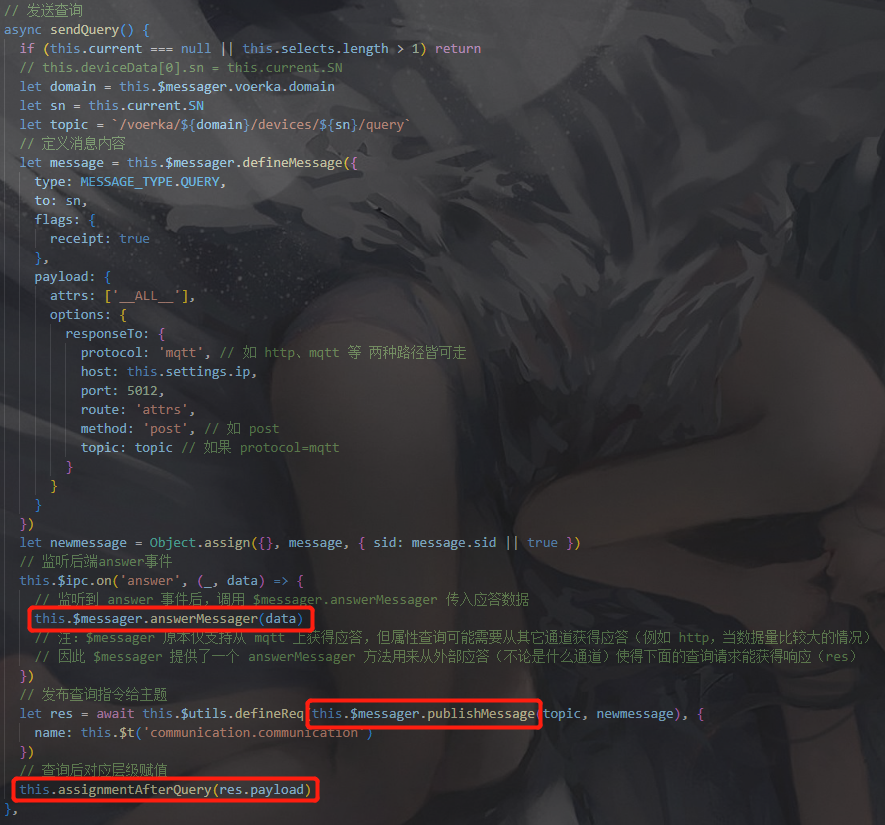 // 发送查询
async sendQuery() {
if (this.current === null || this.selects.length > 1) return
// this.deviceData[0].sn = this.current.SN
let domain = this.$messager.voerka.domain
let sn = this.current.SN
let topic = `/voerka/${domain}/devices/${sn}/query`
// 定义消息内容
let message = this.$messager.defineMessage({
type: MESSAGE_TYPE.QUERY,
to: sn,
flags: {
receipt: true
},
payload: {
attrs: ['__ALL__'],
options: {
responseTo: {
protocol: 'mqtt', // 如 http、mqtt 等 两种路径皆可走
host: this.settings.ip,
port: 5012,
route: 'attrs',
method: 'post', // 如 post
topic: topic // 如果 protocol=mqtt
}
}
}
})
let newmessage = Object.assign({}, message, { sid: message.sid || true })
// 监听后端answer事件
this.$ipc.on('answer', (_, data) => {
// 监听到 answer 事件后，调用 $messager.answerMessager 传入应答数据
this.$messager.answerMessager(data)
// 注：$messager 原本仅支持从 mqtt 上获得应答，但属性查询可能需要从其它通道获得应答（例如 http，当数据量比较大的情况）
// 因此 $messager 提供了一个 answerMessager 方法用来从外部应答（不论是什么通道）使得下面的查询请求能获得响应（res）
})
// 发布查询指令给主题
let res = await this.$utils.defineReq(this.$messager.publishMessage(topic, newmessage), {
name: this.$t('communication.communication')
})
// 查询后对应层级赋值
this.assignmentAfterQuery(res.payload)
},